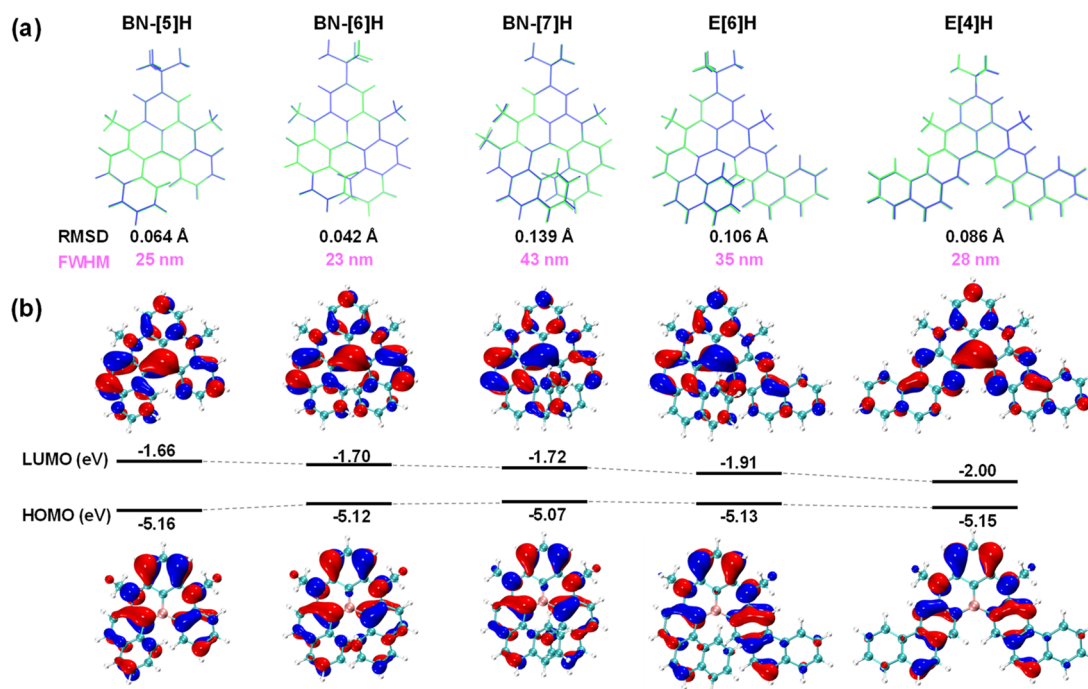 (a) BN-[5]H BN-[6]H BN-[7]H E[6]H E[4]H
RMSD 0.064 Å 0.042 Å 0.139 Å 0.106 Å 0.086 Å
FWHM 25 nm 23 nm 43 nm 35 nm 28 nm
(b)
LUMO (eV) -1.66 -1.70 -1.72 -1.91 -2.00
HOMO (eV) -5.16 -5.12 -5.07 -5.13 -5.15